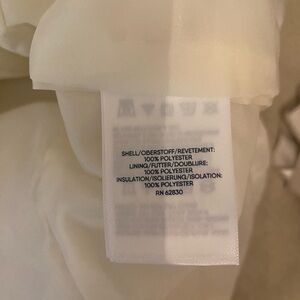 SHELL/OBERSTOFF/REVETEMENT:
100% POLYESTER
LINING/FUTTER/DOUBLURE:
100% POLYESTER
INSULATION/ISOLIERUNG/ISOLATION:
100% POLYESTER
RN 62830